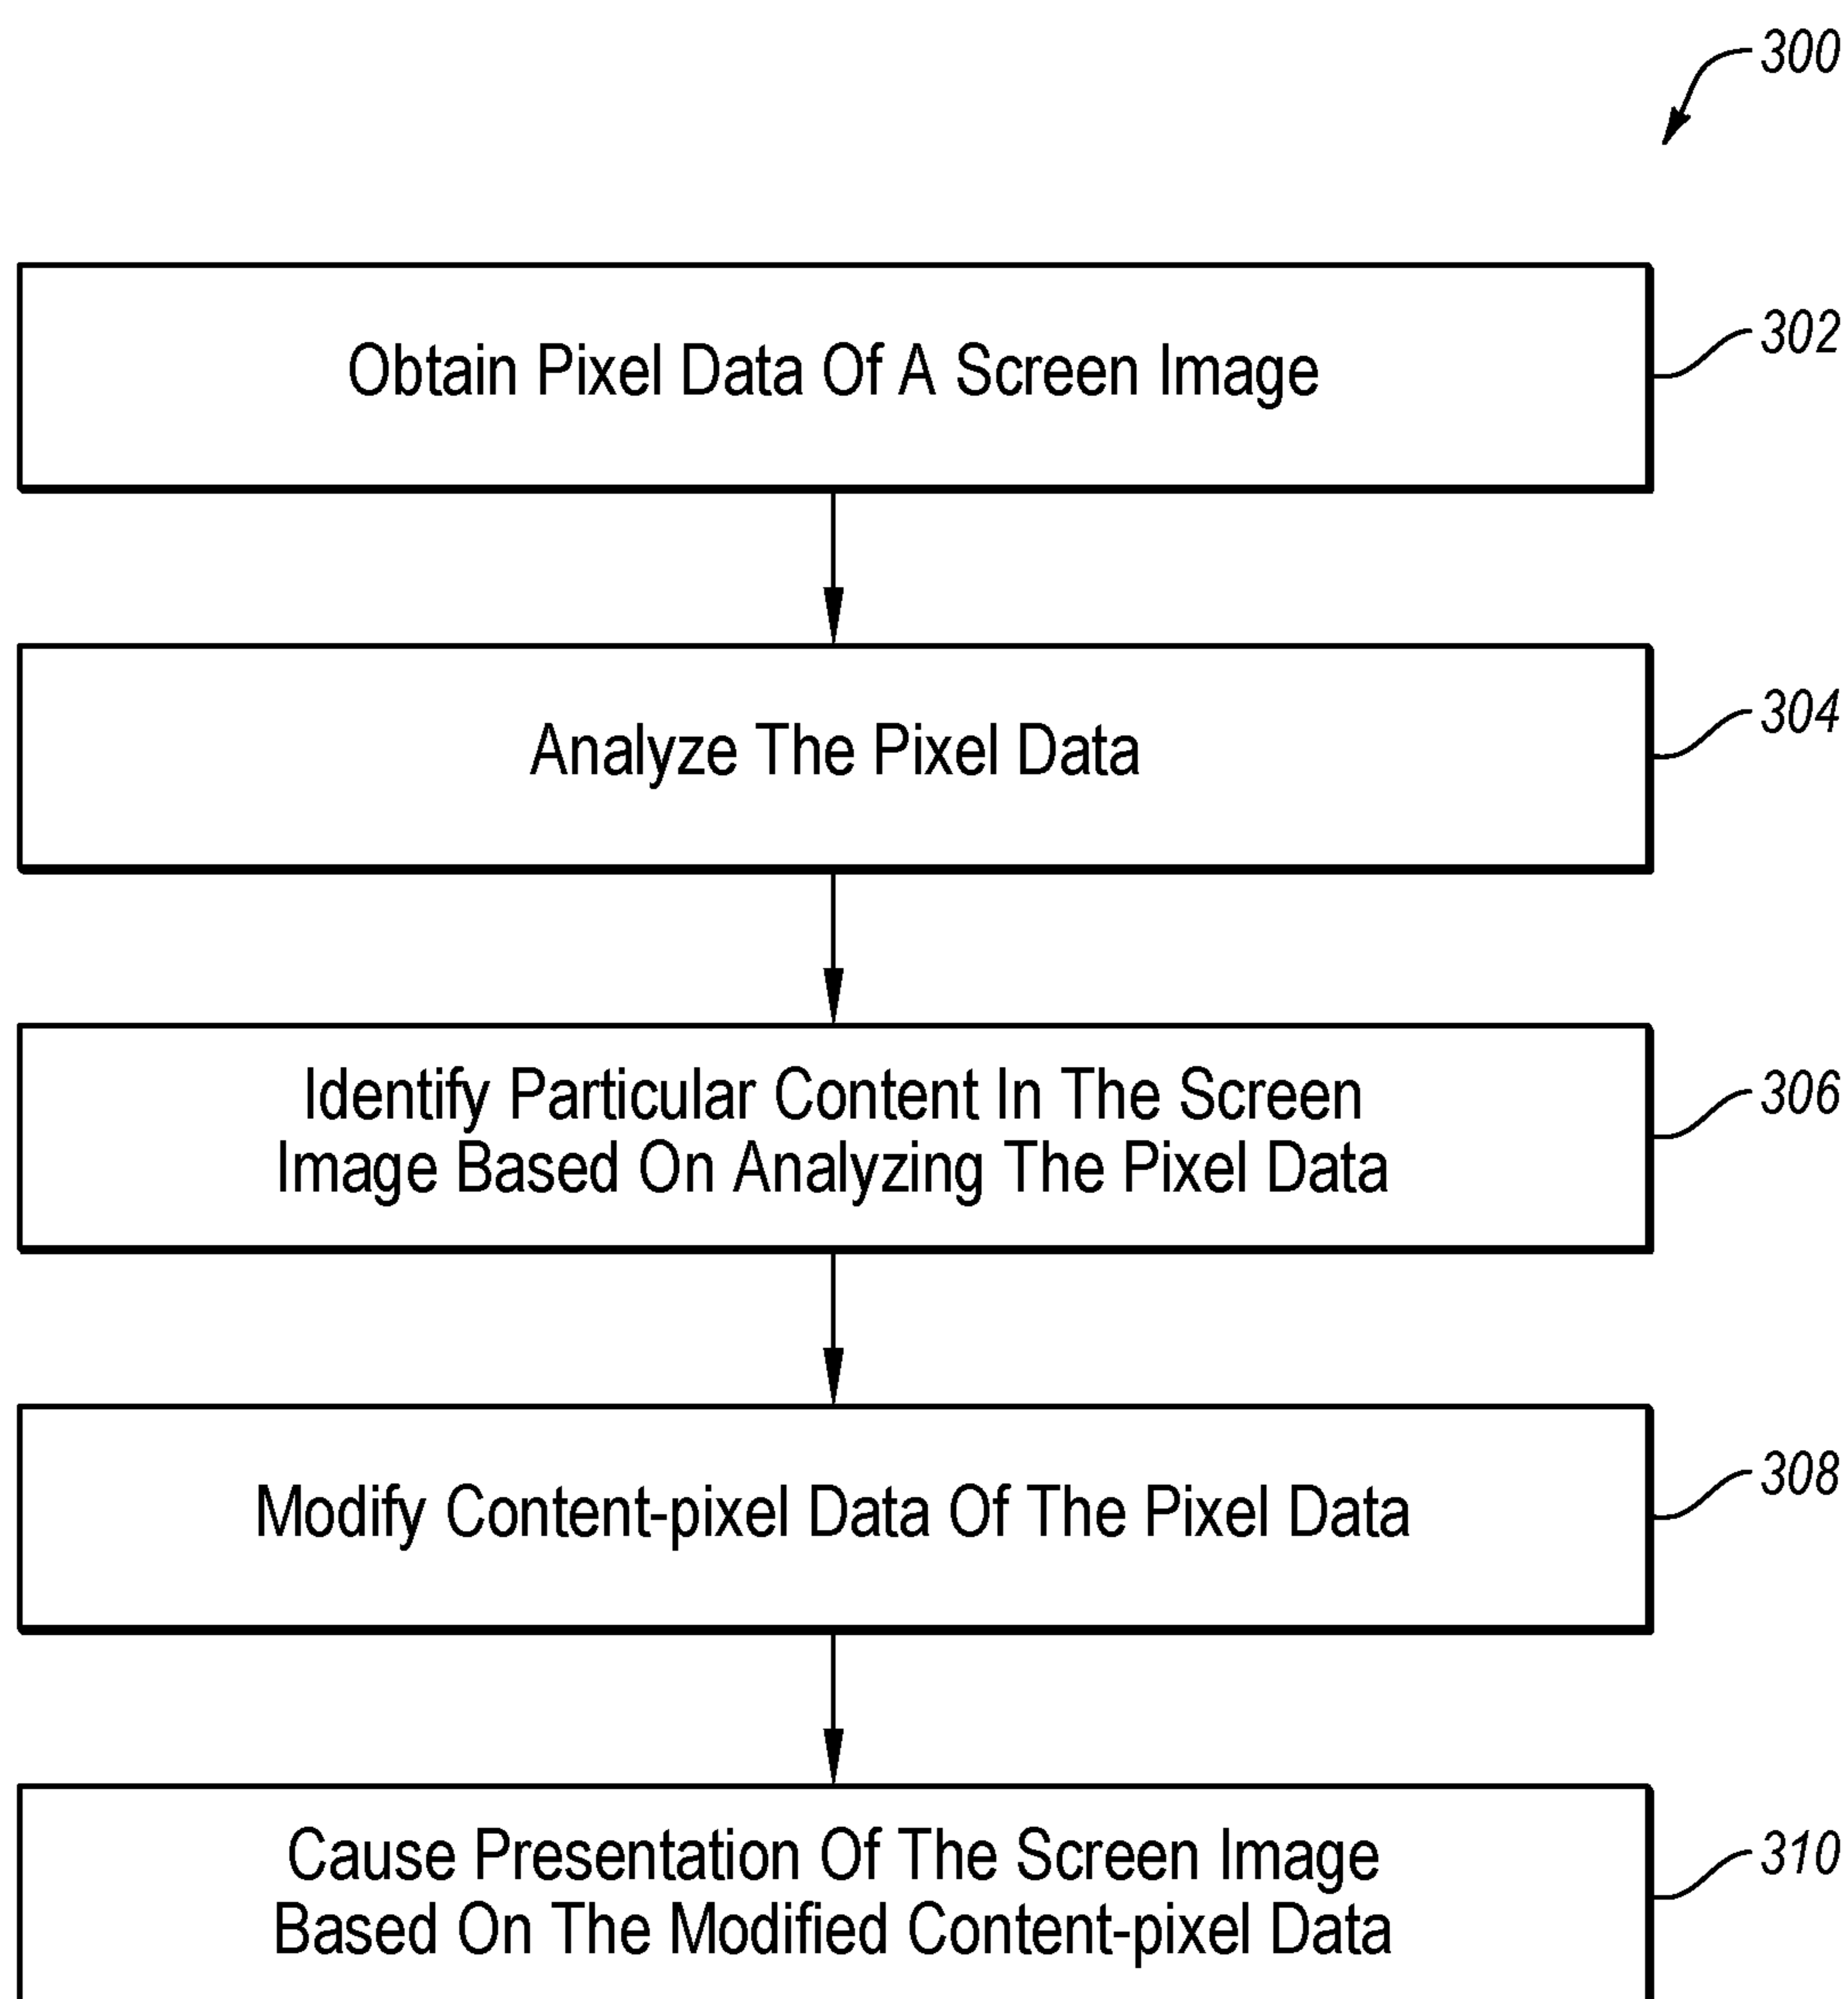 300
Obtain Pixel Data Of A Screen Image
302
Analyze The Pixel Data
304
Identify Particular Content In The Screen
Image Based On Analyzing The Pixel Data
306
Modify Content-pixel Data Of The Pixel Data
308
Cause Presentation Of The Screen Image
Based On The Modified Content-pixel Data
310